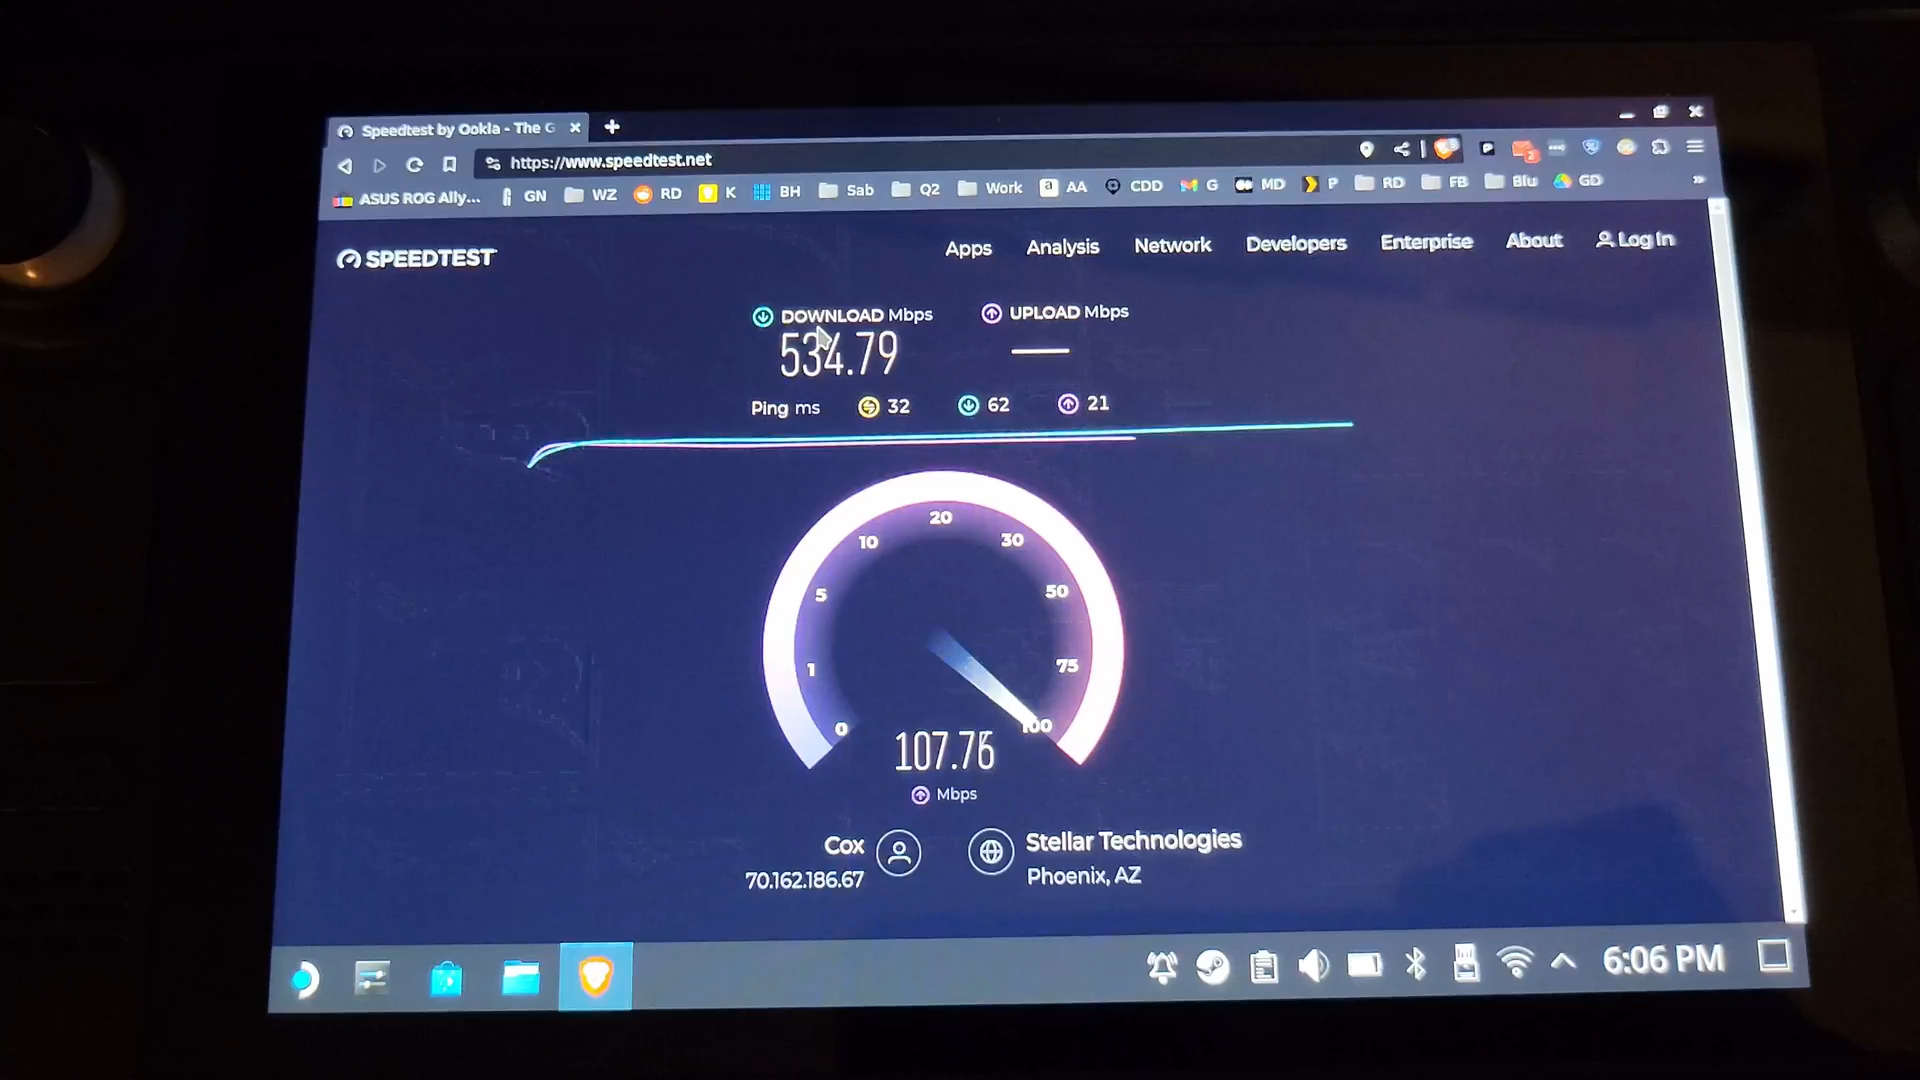 Speedtest by Ookla - The G
https://www.speedtest.net
ASUS ROG Ally... GN WZ RD K BH Sab Q2 Work AA CDD G MD P RD FB Blu GD
SPEEDTEST Apps Analysis Network Developers Enterprise About Log In
DOWNLOAD Mbps UPLOAD Mbps
534.79
Ping ms 32 62 21
20
10 30
5 50
1 75
0 100
107.76
Mbps
Cox Stellar Technologies
70.162.186.67 Phoenix, AZ
6:06 PM